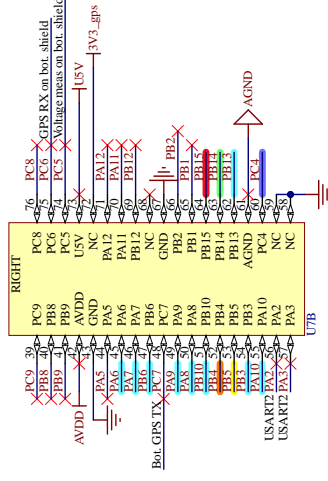 GPS RX on bot. shield
Voltage meas on bot. shield
3V3_gps
U5V
PC8
PC6
PC5
PA12
PA11
PB12
PB2
PB1
PB15
PB14
PB13
AGND
PC4
76
75
74
73
72
71
70
69
68
67
66
65
64
63
62
61
60
59
58
RIGHT
PC8
PC6
PC5
U5V
NC
PA12
PA11
PB12
NC
GND
PB2
PB1
PB15
PB14
PB13
AGND
PC4
NC
NC
PC9
PB8
PB9
AVDD
GND
PA5
PA6
PA7
PB6
PC7
PA9
PA8
PB10
PB4
PB5
PB3
PA10
PA2
PA3
U7B
39
40
41
43
44
45
46
47
48
49
50
51
52
53
54
55
56
57
PC9
PB8
PB9
AVDD
PA5
PA6
PA7
PB6
PC7
Bot. GPS TX
PA9
PA8
PB10
PB4
PB5
PB3
PA10
PA2
PA3
USART2
USART2